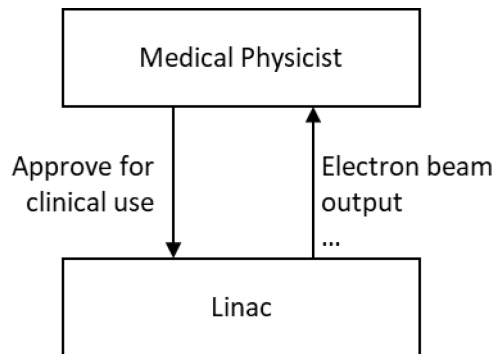 Medical Physicist
Approve for
clinical use
Electron beam
output
...
Linac